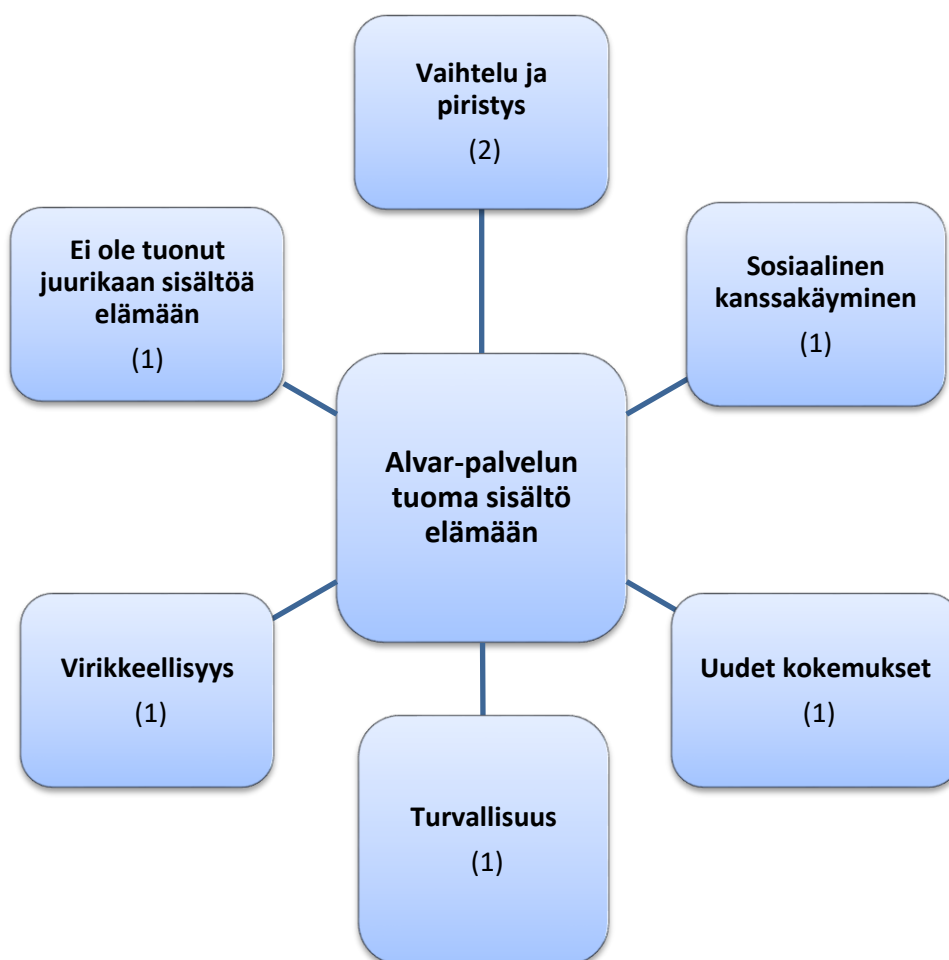 Vaihtelu ja
piristys
(2)
Ei ole tuonut
juurikaan sisältöä
elämään
(1)
Sosiaalinen
kanssakäyminen
(1)
Alvar-palvelun
tuoma sisältö
elämään
Virikkeellisyys
(1)
Uudet kokemukset
(1)
Turvallisuus
(1)